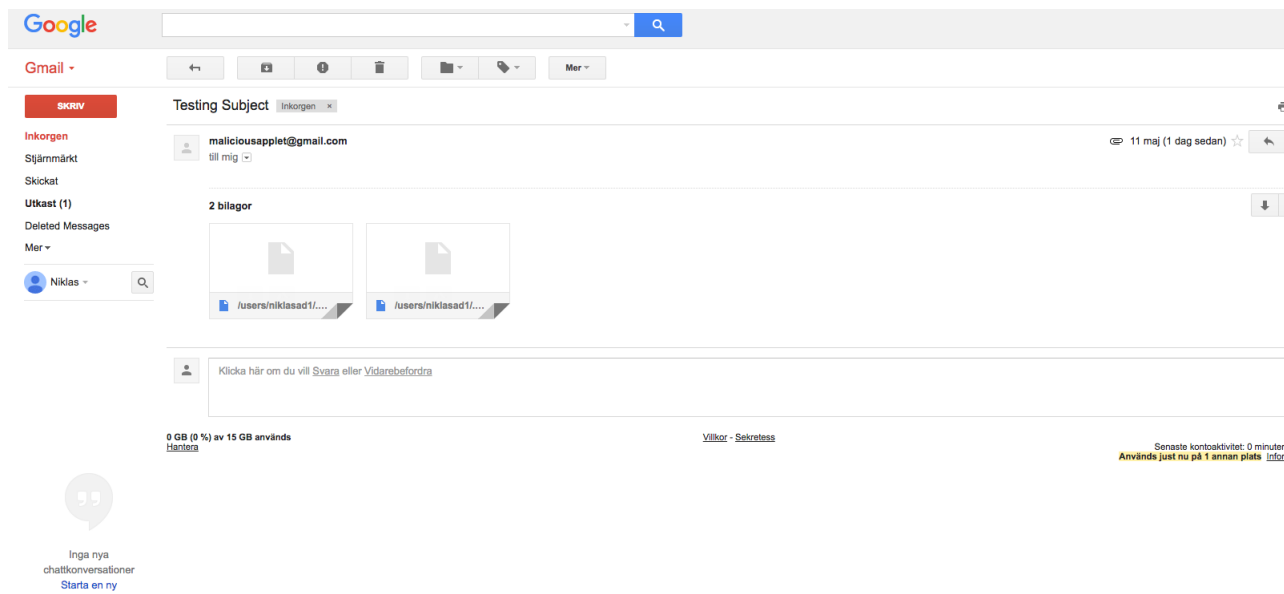 Google
Gmail
Mer
SKRIV
Testing Subject Inkorgen ×
Inkorgen
Stjärnmärkt
Skickat
Utkast (1)
Deleted Messages
Mer
Niklas
maliciousapplet@gmail.com
till mig
11 maj (1 dag sedan)
2 bilagor
/users/niklasad1/....
/users/niklasad1/....
Klicka här om du vill Svara eller Vidarebefordra
0 GB (0 %) av 15 GB används
Hantera
Villkor - Sekretess
Senaste kontoaktivitet: 0 minuter
Används just nu på 1 annan plats Infor
Inga nya
chattkonversationer
Starta en ny